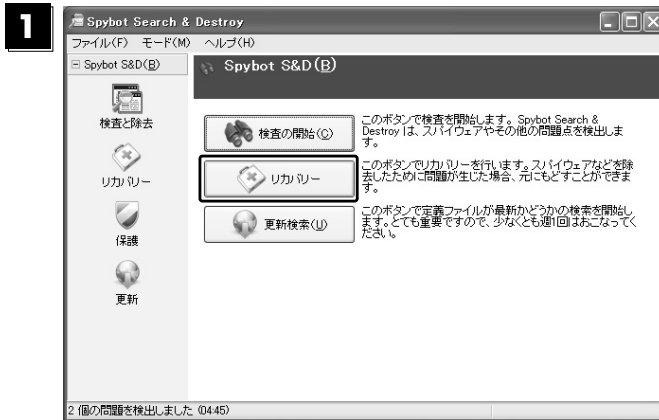 1
Spybot Search & Destroy
ファイル(F) モード(M) ヘルプ(H)
Spybot S&D(B)
Spybot S&D(B)
検査と除去
リカバリー
保護
更新
検査の開始(C)
このボタンで検査を開始します。Spybot Search &
Destroy は、スパイウェアやその他の問題点を検出しま
す。
リカバリー
このボタンでリカバリーを行います。スパイウェアなどを除
去したために問題が生じた場合、元にもどすことができま
す。
更新検索(U)
このボタンで定義ファイルが最新かどうかの検索を開始し
ます。とても重要ですので、少なくとも週1回はおこなってく
ださい。
2 個の問題を検出しました (04:45)